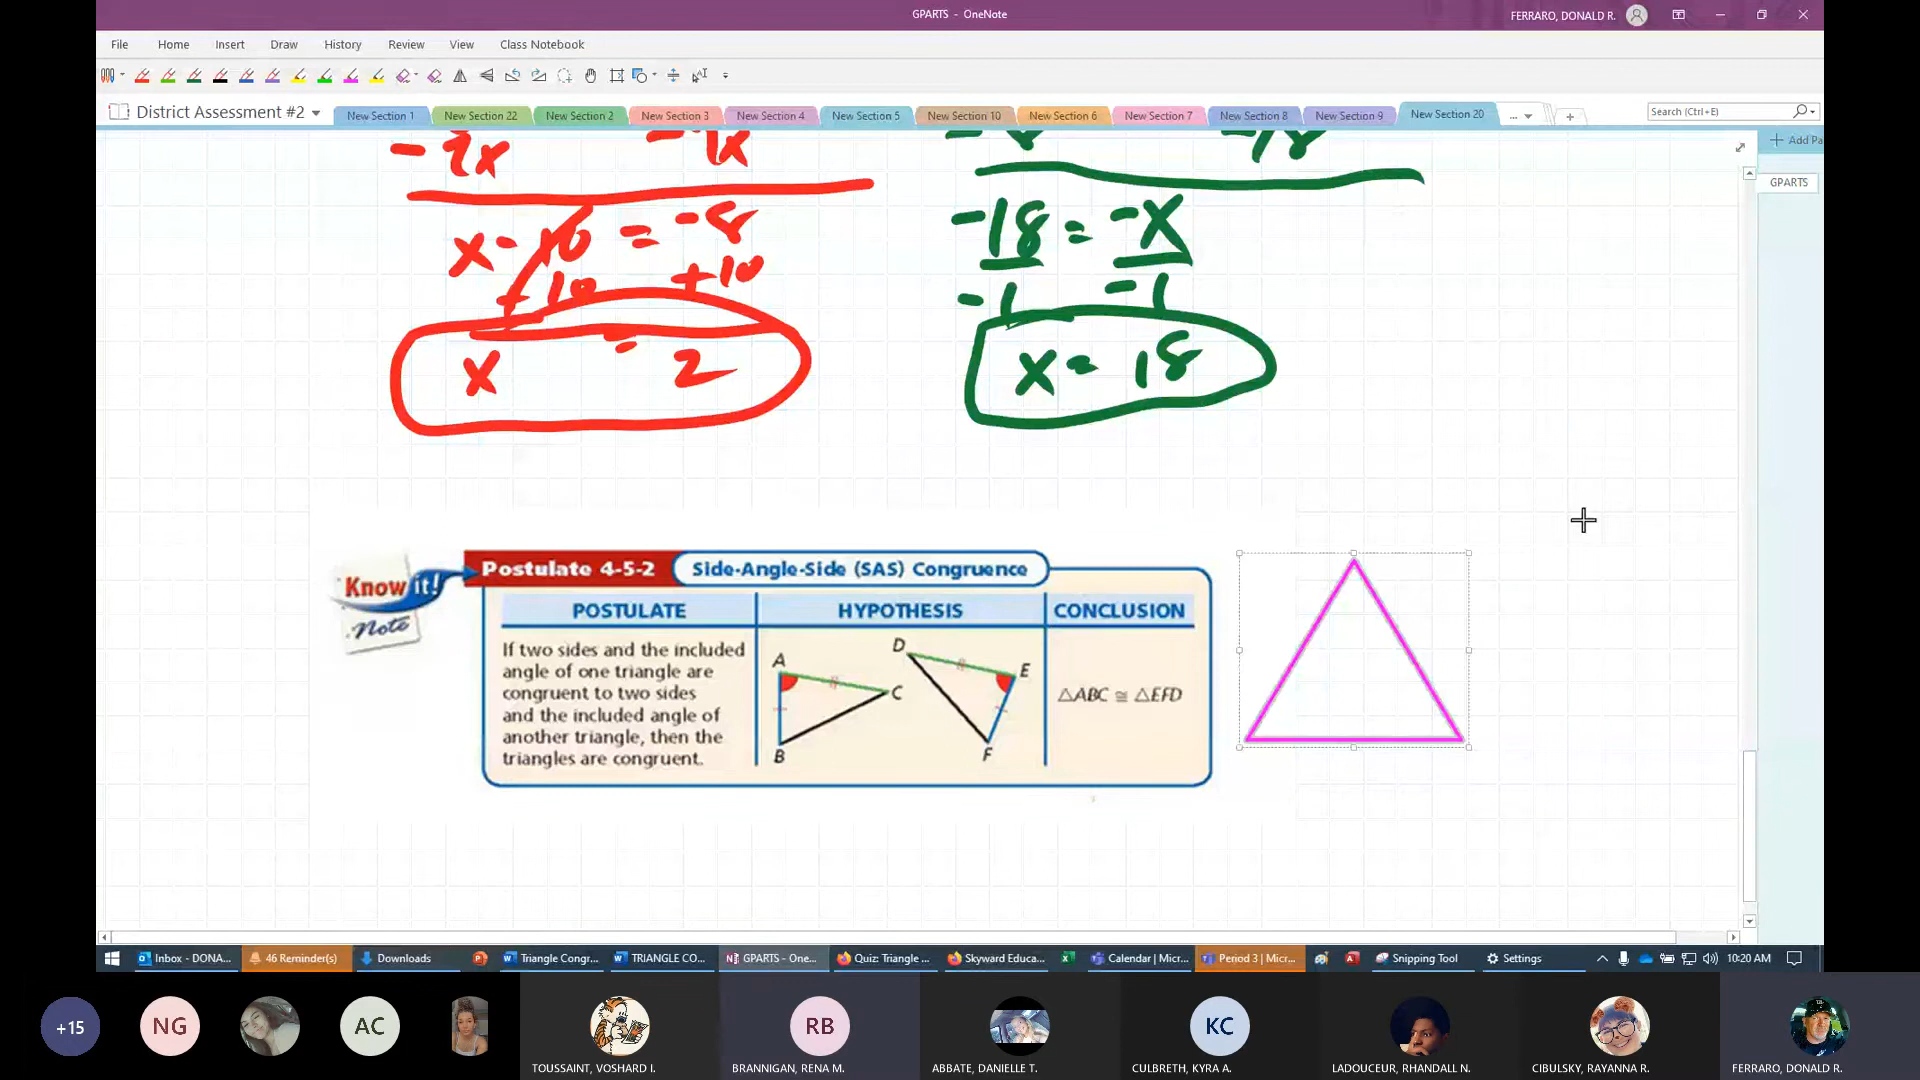 GPARTS - OneNote
FERRARO, DONALD R.
File Home Insert Draw History Review View Class Notebook
District Assessment #2 New Section 1 New Section 22 New Section 2 New Section 3 New Section 4 New Section 5 New Section 10 New Section 6 New Section 7 New Section 8 New Section 9 New Section 20 ... Search (Ctrl+E)
Add Pa
GPARTS
x - 10 = -8
+10 +10
x = 2
-18 = -x
-1 -1
x = 18
Know it!
Note
Postulate 4-5-2 Side-Angle-Side (SAS) Congruence
POSTULATE HYPOTHESIS CONCLUSION
If two sides and the included
angle of one triangle are
congruent to two sides
and the included angle of
another triangle, then the
triangles are congruent.
A C B D E F
△ABC ≅ △EFD
Inbox - DONA... 46 Reminder(s) Downloads Triangle Congr... TRIANGLE CO... GPARTS - One... Quiz: Triangle ... Skyward Educa... Calendar | Micr... Period 3 | Micr... Snipping Tool Settings 10:20 AM
+15 NG AC RB KC
TOUSSAINT, VOSHARD I. BRANNIGAN, RENA M. ABBATE, DANIELLE T. CULBRETH, KYRA A. LADOUCEUR, RHANDALL N. CIBULSKY, RAYANNA R. FERRARO, DONALD R.